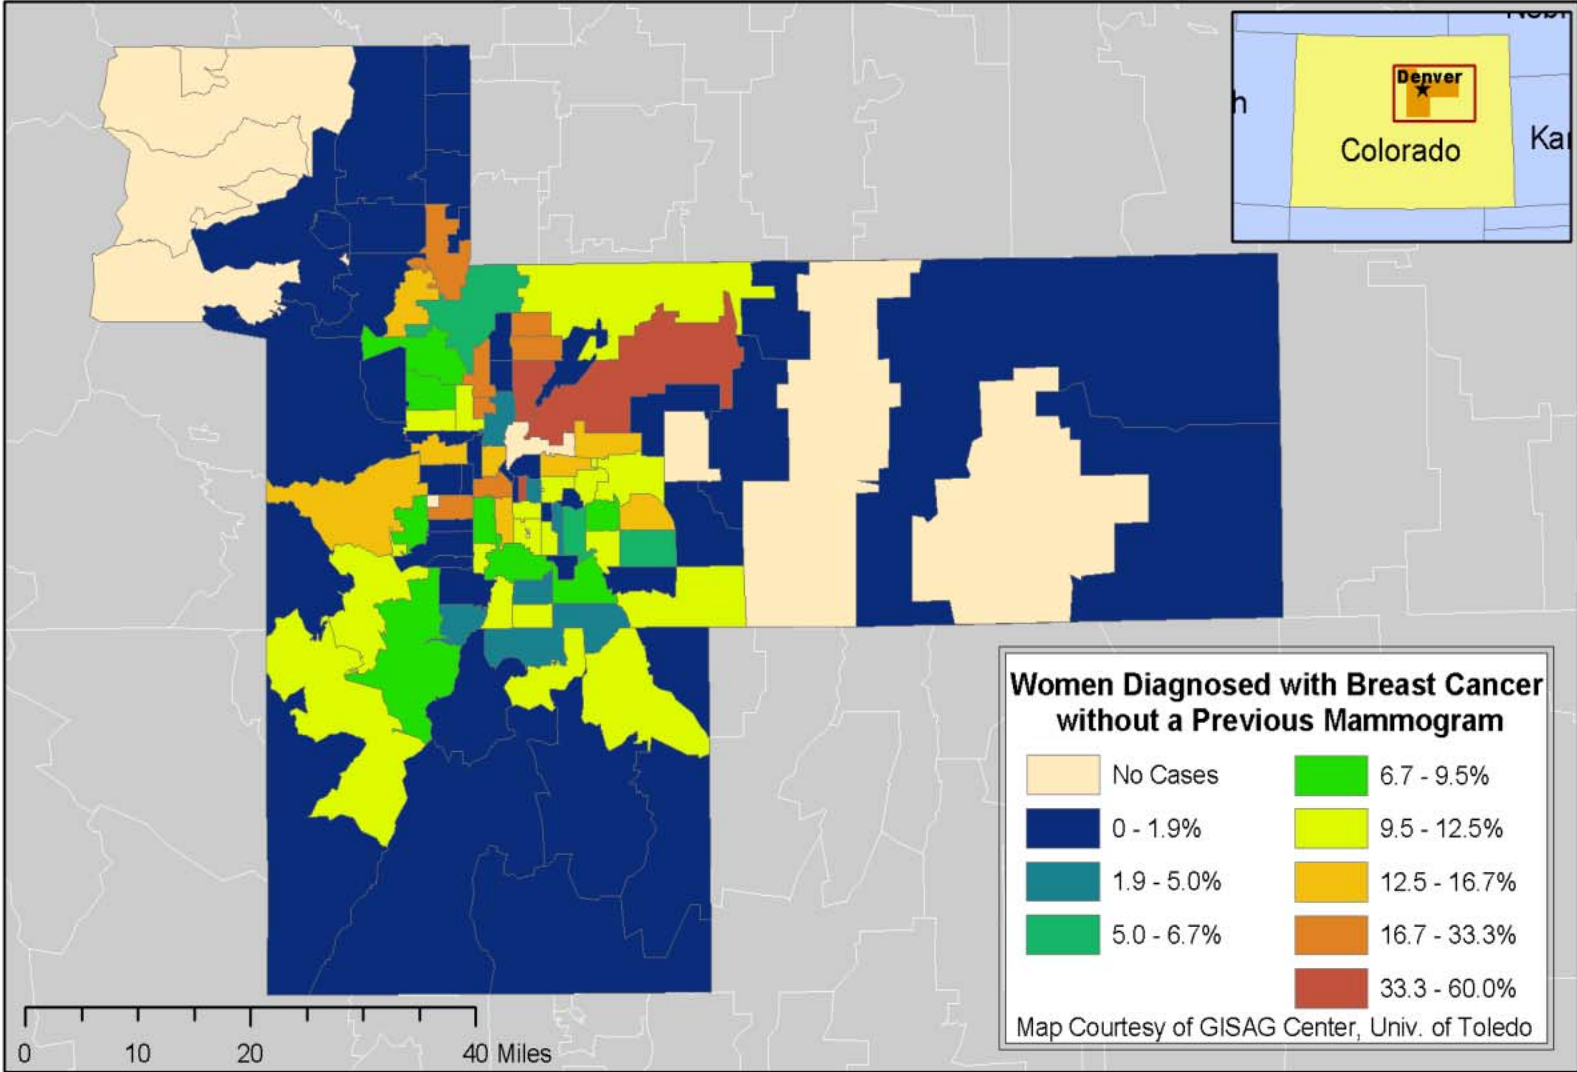 Denver
Colorado
Women Diagnosed with Breast Cancer
without a Previous Mammogram
No Cases
0 - 1.9%
1.9 - 5.0%
5.0 - 6.7%
6.7 - 9.5%
9.5 - 12.5%
12.5 - 16.7%
16.7 - 33.3%
33.3 - 60.0%
Map Courtesy of GISAG Center, Univ. of Toledo
0 10 20 40 Miles